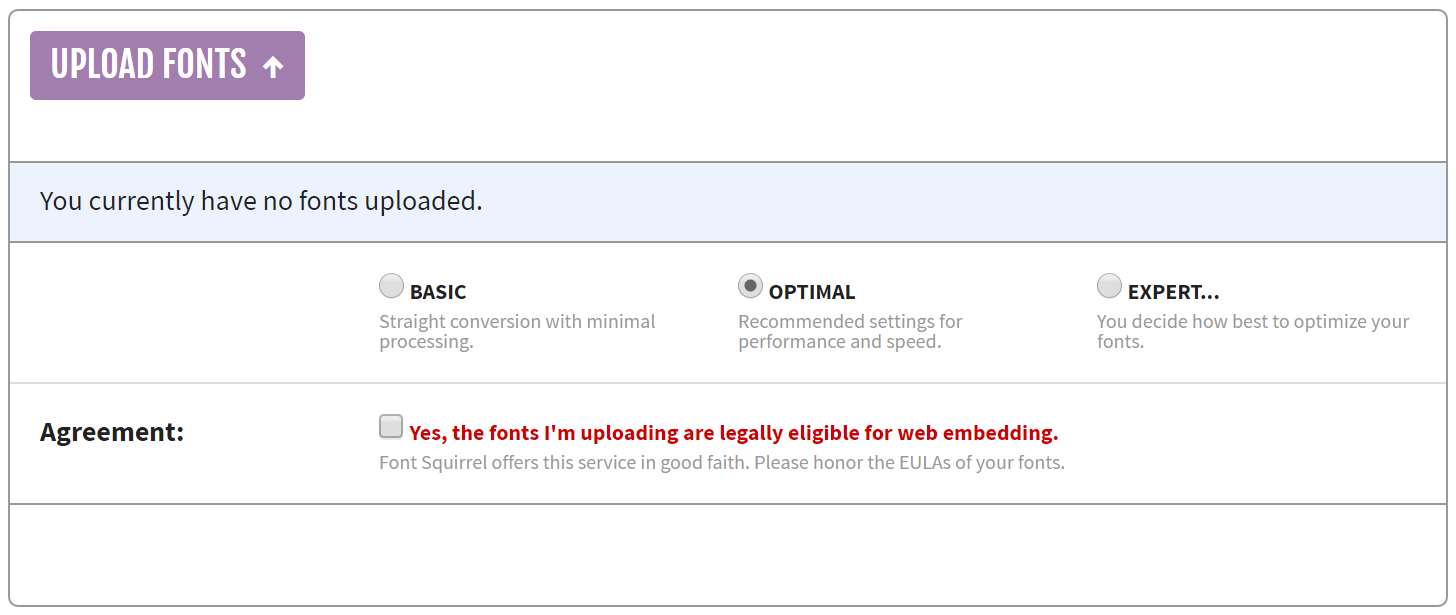 UPLOAD FONTS
You currently have no fonts uploaded.
BASIC
Straight conversion with minimal
processing.
OPTIMAL
Recommended settings for
performance and speed.
EXPERT...
You decide how best to optimize your
fonts.
Agreement:
Yes, the fonts I'm uploading are legally eligible for web embedding.
Font Squirrel offers this service in good faith. Please honor the EULAs of your fonts.